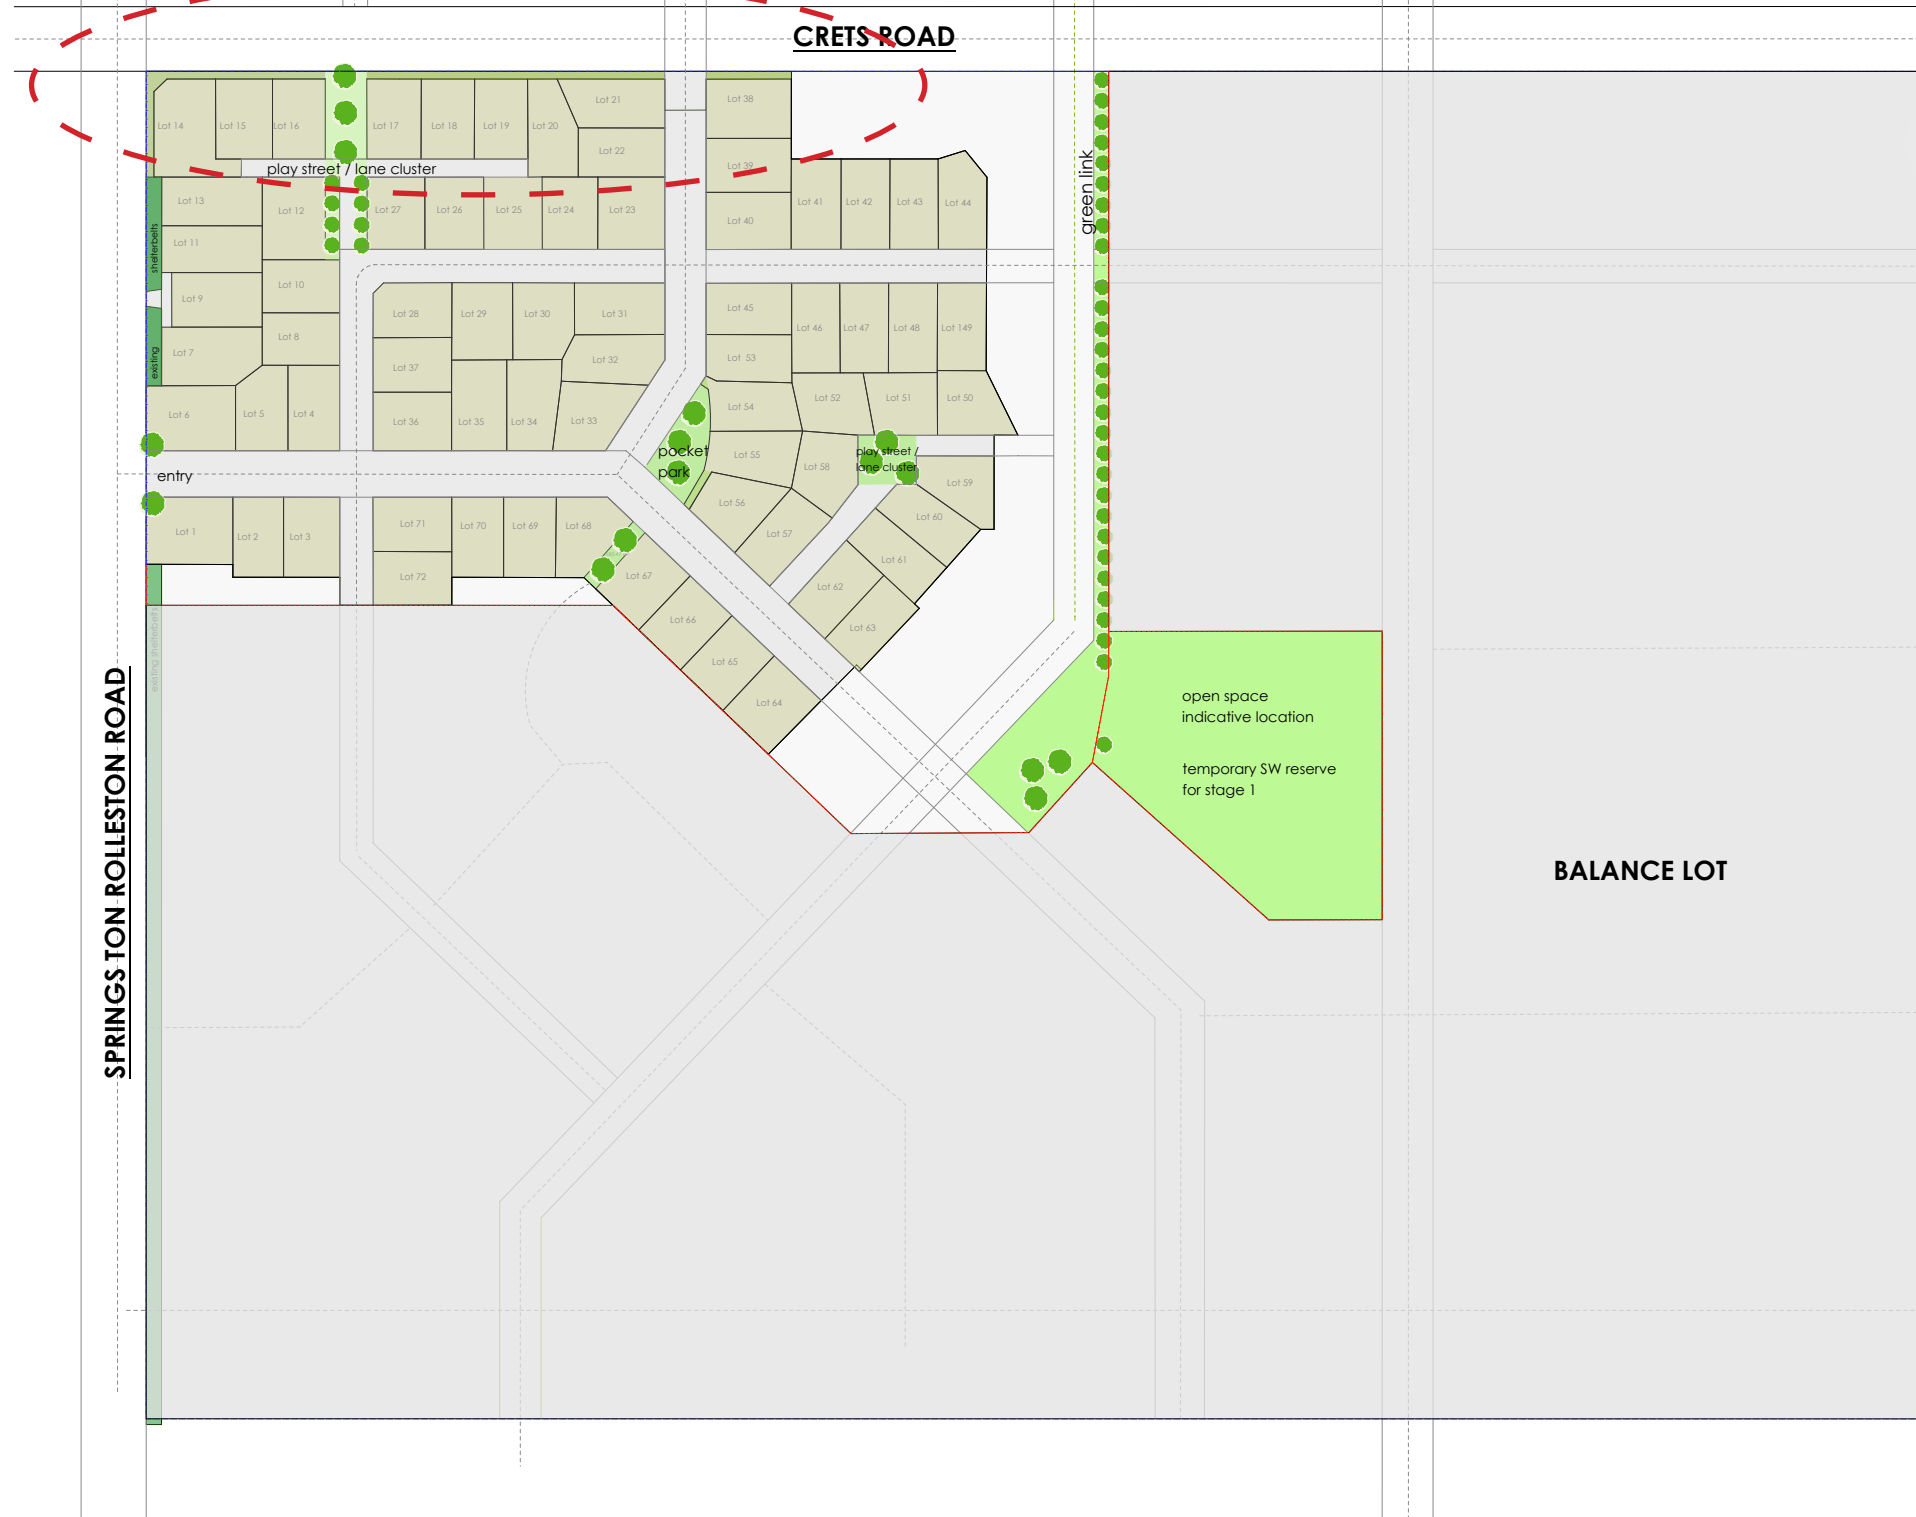 CRETS ROAD
Lot 14
Lot 15
Lot 16
Lot 17
Lot 18
Lot 19
Lot 20
Lot 21
Lot 22
Lot 38
Lot 39
play street / lane cluster
green link
Lot 13
Lot 12
Lot 27
Lot 26
Lot 25
Lot 24
Lot 23
Lot 40
Lot 41
Lot 42
Lot 43
Lot 44
shelterbelts
Lot 11
Lot 10
Lot 9
Lot 8
Lot 7
existing
Lot 28
Lot 29
Lot 30
Lot 31
Lot 32
Lot 37
Lot 36
Lot 35
Lot 34
Lot 33
Lot 45
Lot 46
Lot 47
Lot 48
Lot 149
Lot 53
Lot 54
Lot 52
Lot 51
Lot 50
Lot 6
Lot 5
Lot 4
entry
pocket
park
Lot 55
Lot 58
play street /
lane cluster
Lot 59
Lot 56
Lot 57
Lot 60
Lot 61
Lot 62
Lot 63
Lot 1
Lot 2
Lot 3
Lot 71
Lot 70
Lot 69
Lot 68
Lot 72
Lot 67
Lot 66
Lot 65
Lot 64
existing shelterbelts
SPRINGS TON ROLLESTON ROAD
open space
indicative location
temporary SW reserve
for stage 1
BALANCE LOT